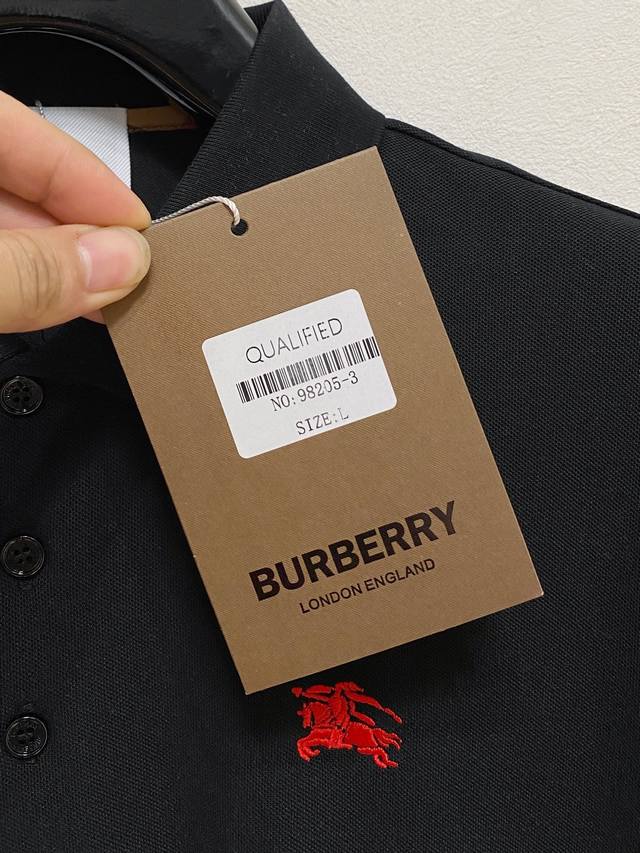 QUALIFIED
NO:98205-3
SIZE:L
BURBERRY
LONDON ENGLAND